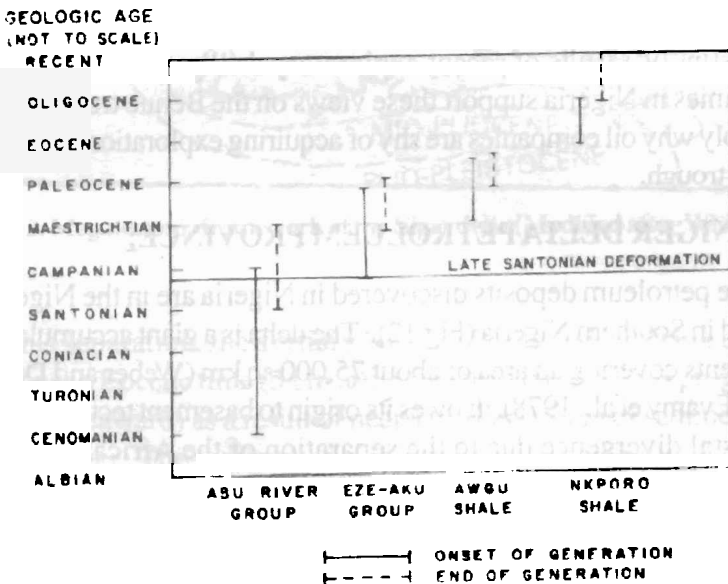 GEOLOGIC AGE
(NOT TO SCALE)
RECENT
OLIGOCENE
EOCENE
PALEOCENE
MAESTRICHTIAN
CAMPANIAN
LATE SANTONIAN DEFORMATION
SANTONIAN
CONIACIAN
TURONIAN
CENOMANIAN
ALBIAN
ASU RIVER GROUP
EZE-AKU GROUP
AWGU SHALE
NKPORO SHALE
ONSET OF GENERATION
END OF GENERATION